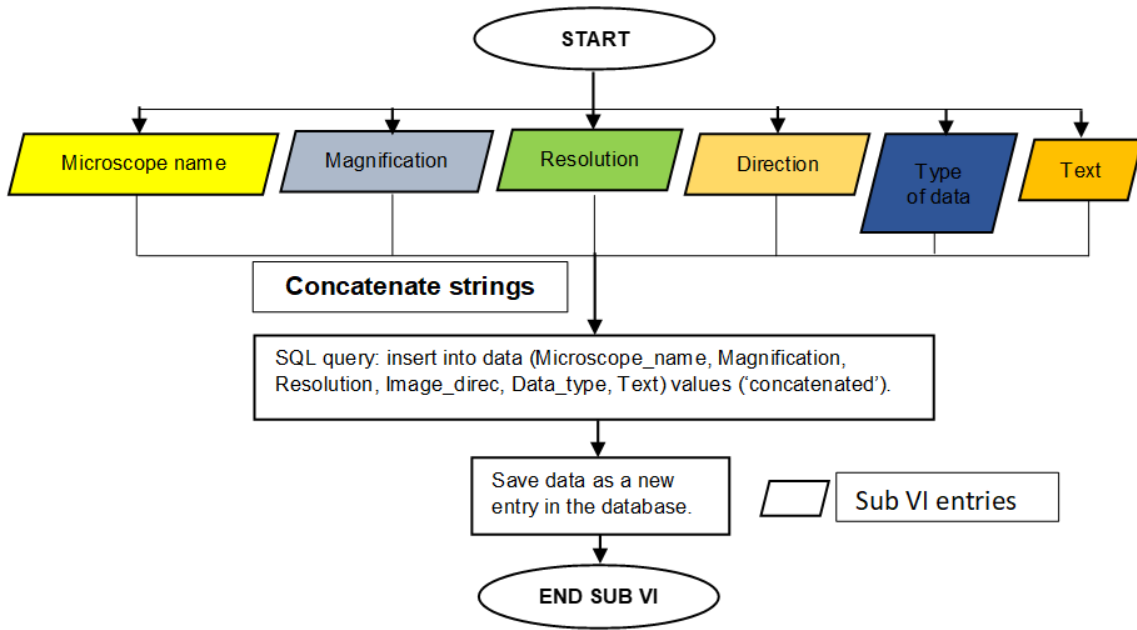 START
Microscope name
Magnification
Resolution
Direction
Type
of data
Text
Concatenate strings
SQL query: insert into data (Microscope_name, Magnification,
Resolution, Image_direc, Data_type, Text) values (‘concatenated’).
Save data as a new
entry in the database.
Sub VI entries
END SUB VI